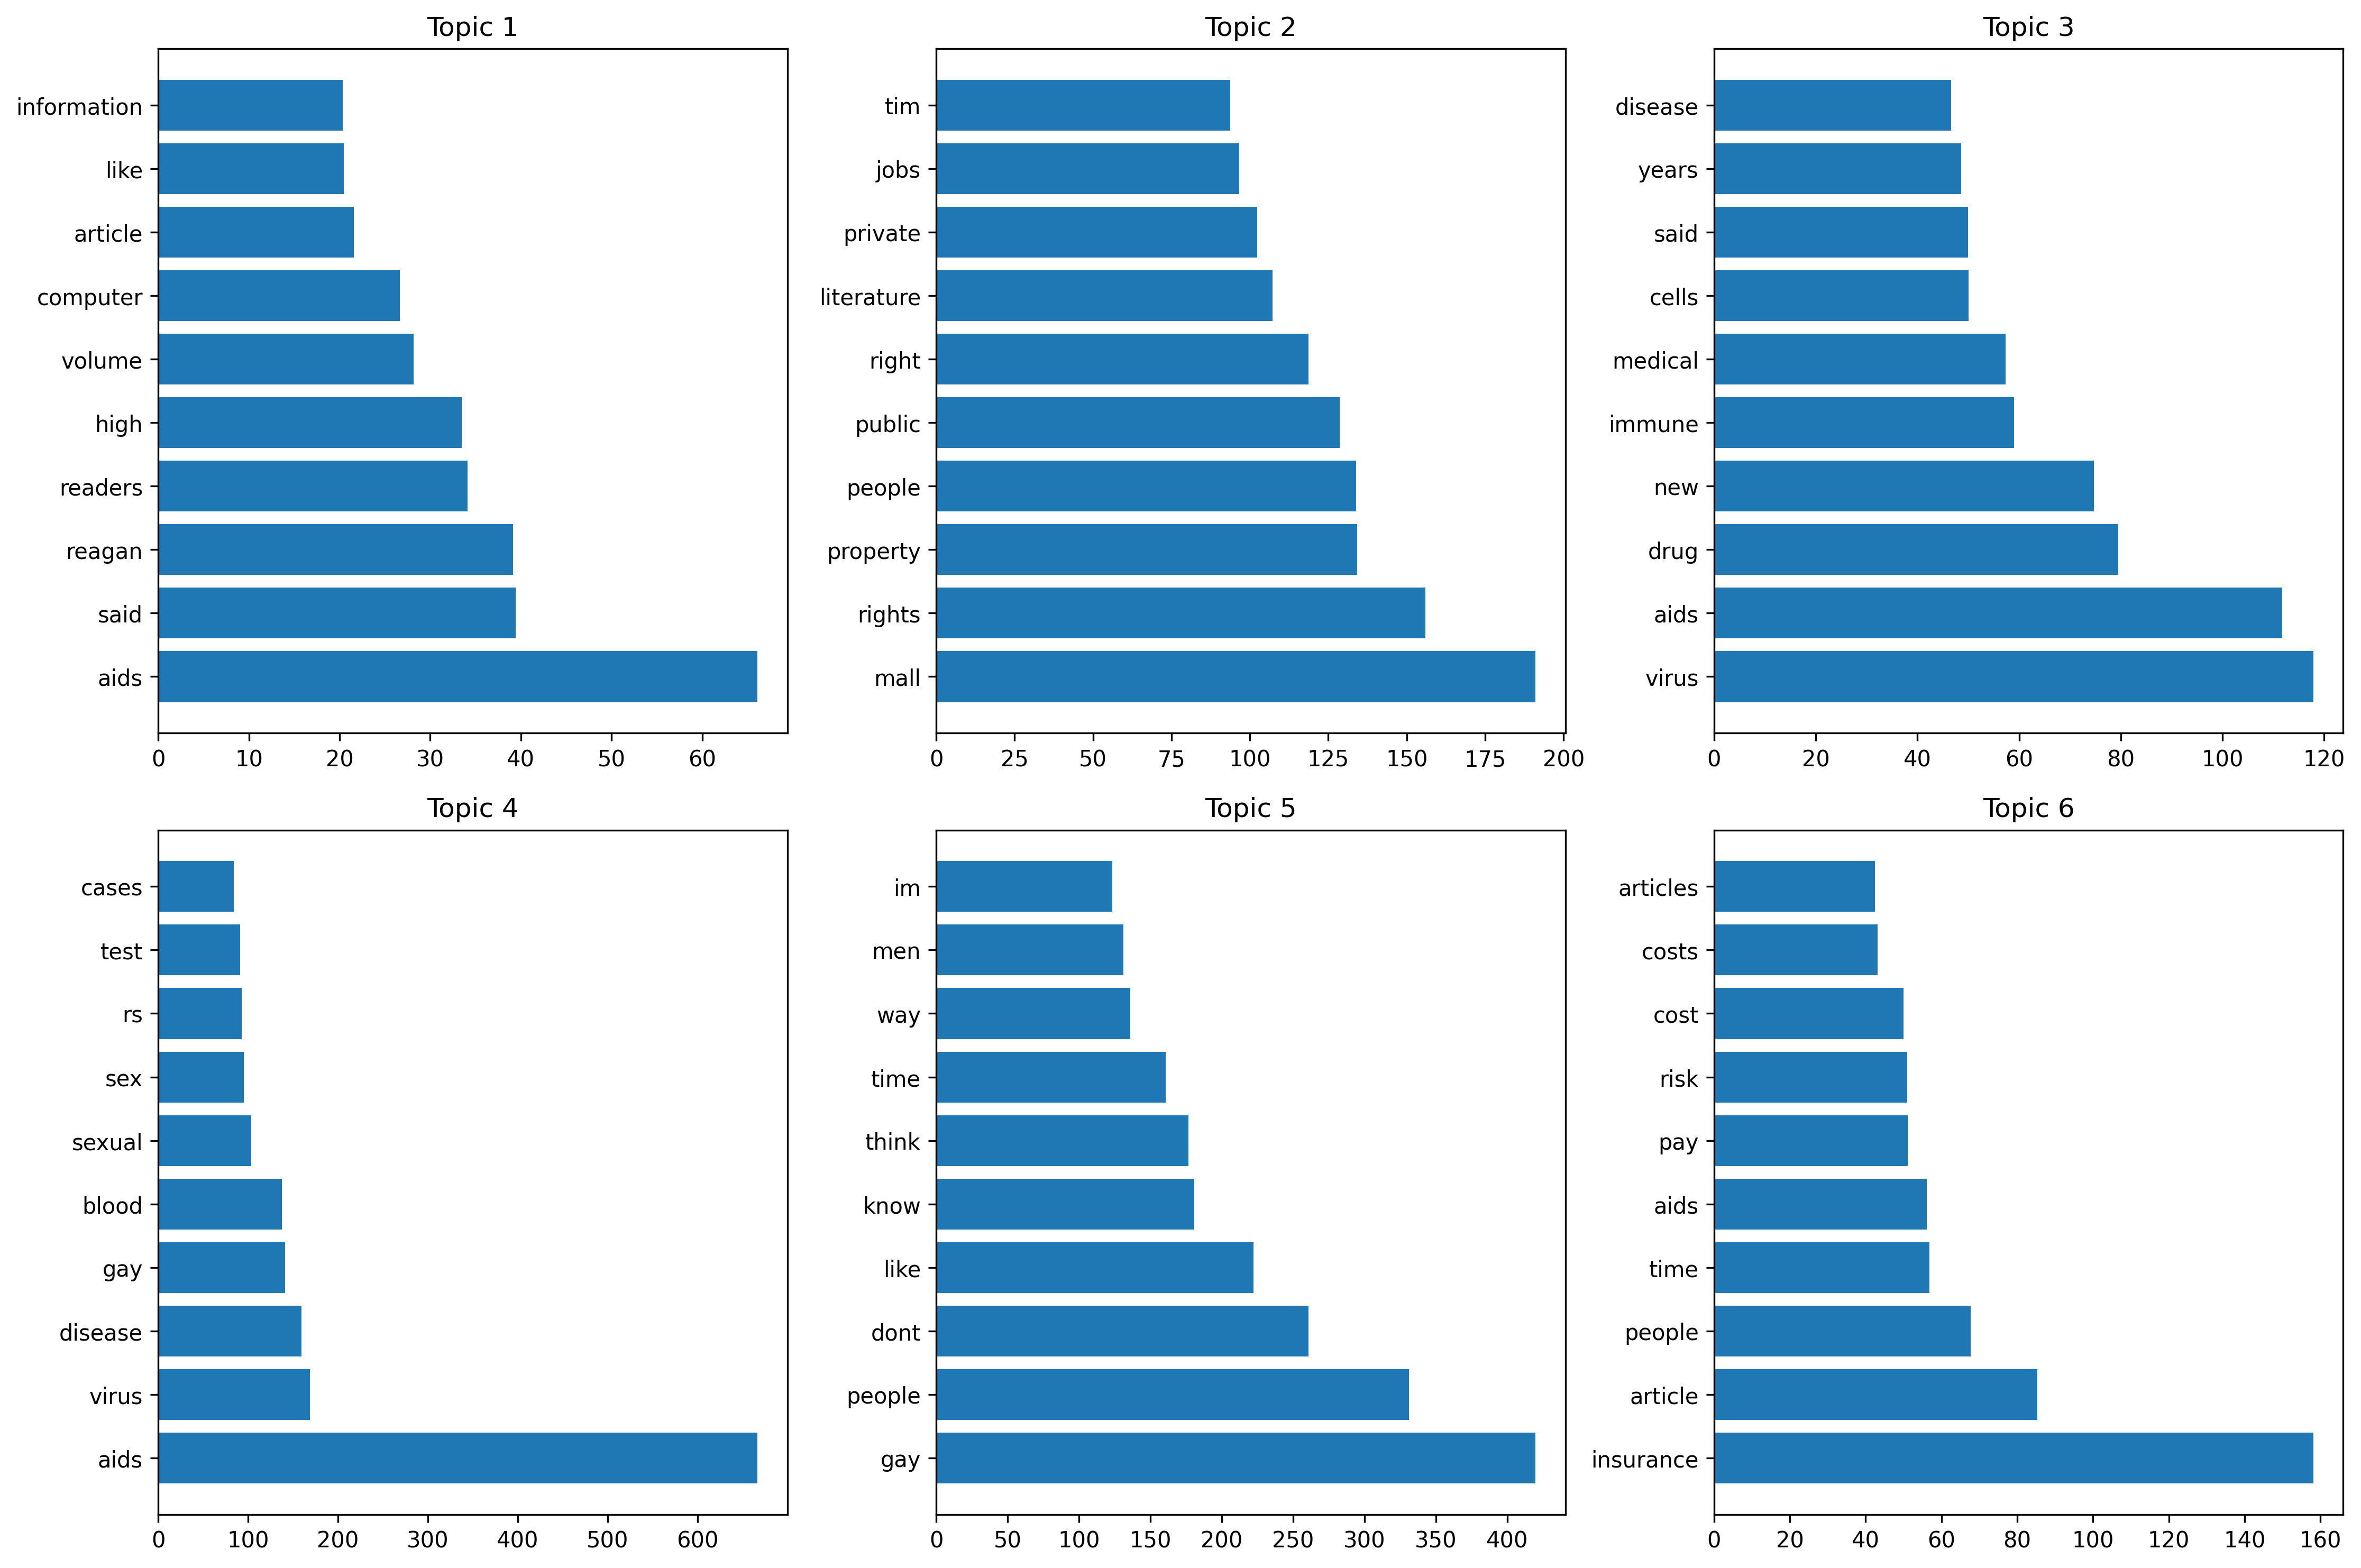 Topic 1
information
like
article
computer
volume
high
readers
reagan
said
aids
0 10 20 30 40 50 60
Topic 2
tim
jobs
private
literature
right
public
people
property
rights
mall
0 25 50 75 100 125 150 175 200
Topic 3
disease
years
said
cells
medical
immune
new
drug
aids
virus
0 20 40 60 80 100 120
Topic 4
cases
test
rs
sex
sexual
blood
gay
disease
virus
aids
0 100 200 300 400 500 600
Topic 5
im
men
way
time
think
know
like
dont
people
gay
0 50 100 150 200 250 300 350 400
Topic 6
articles
costs
cost
risk
pay
aids
time
people
article
insurance
0 20 40 60 80 100 120 140 160